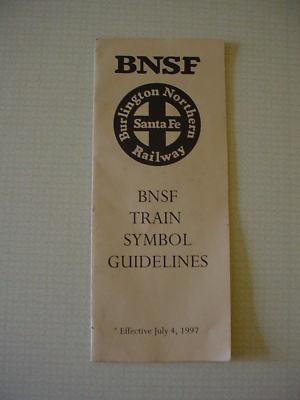 BNSF
Burlington Northern
Santa Fe
Railway
BNSF
TRAIN
SYMBOL
GUIDELINES
* Effective July 4, 1997